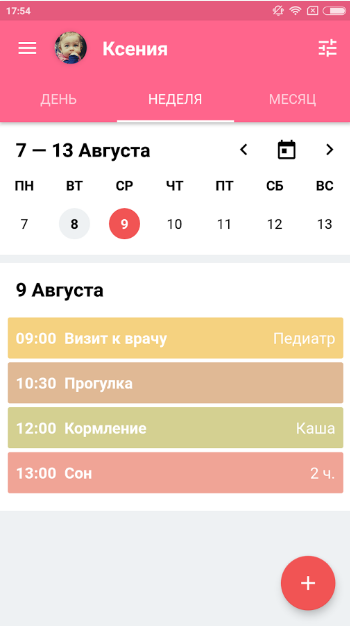 17:54
Ксения
ДЕНЬ НЕДЕЛЯ МЕСЯЦ
7 — 13 Августа
ПН ВТ СР ЧТ ПТ СБ ВС
7 8 9 10 11 12 13
9 Августа
09:00 Визит к врачу Педиатр
10:30 Прогулка
12:00 Кормление Каша
13:00 Сон 2 ч.